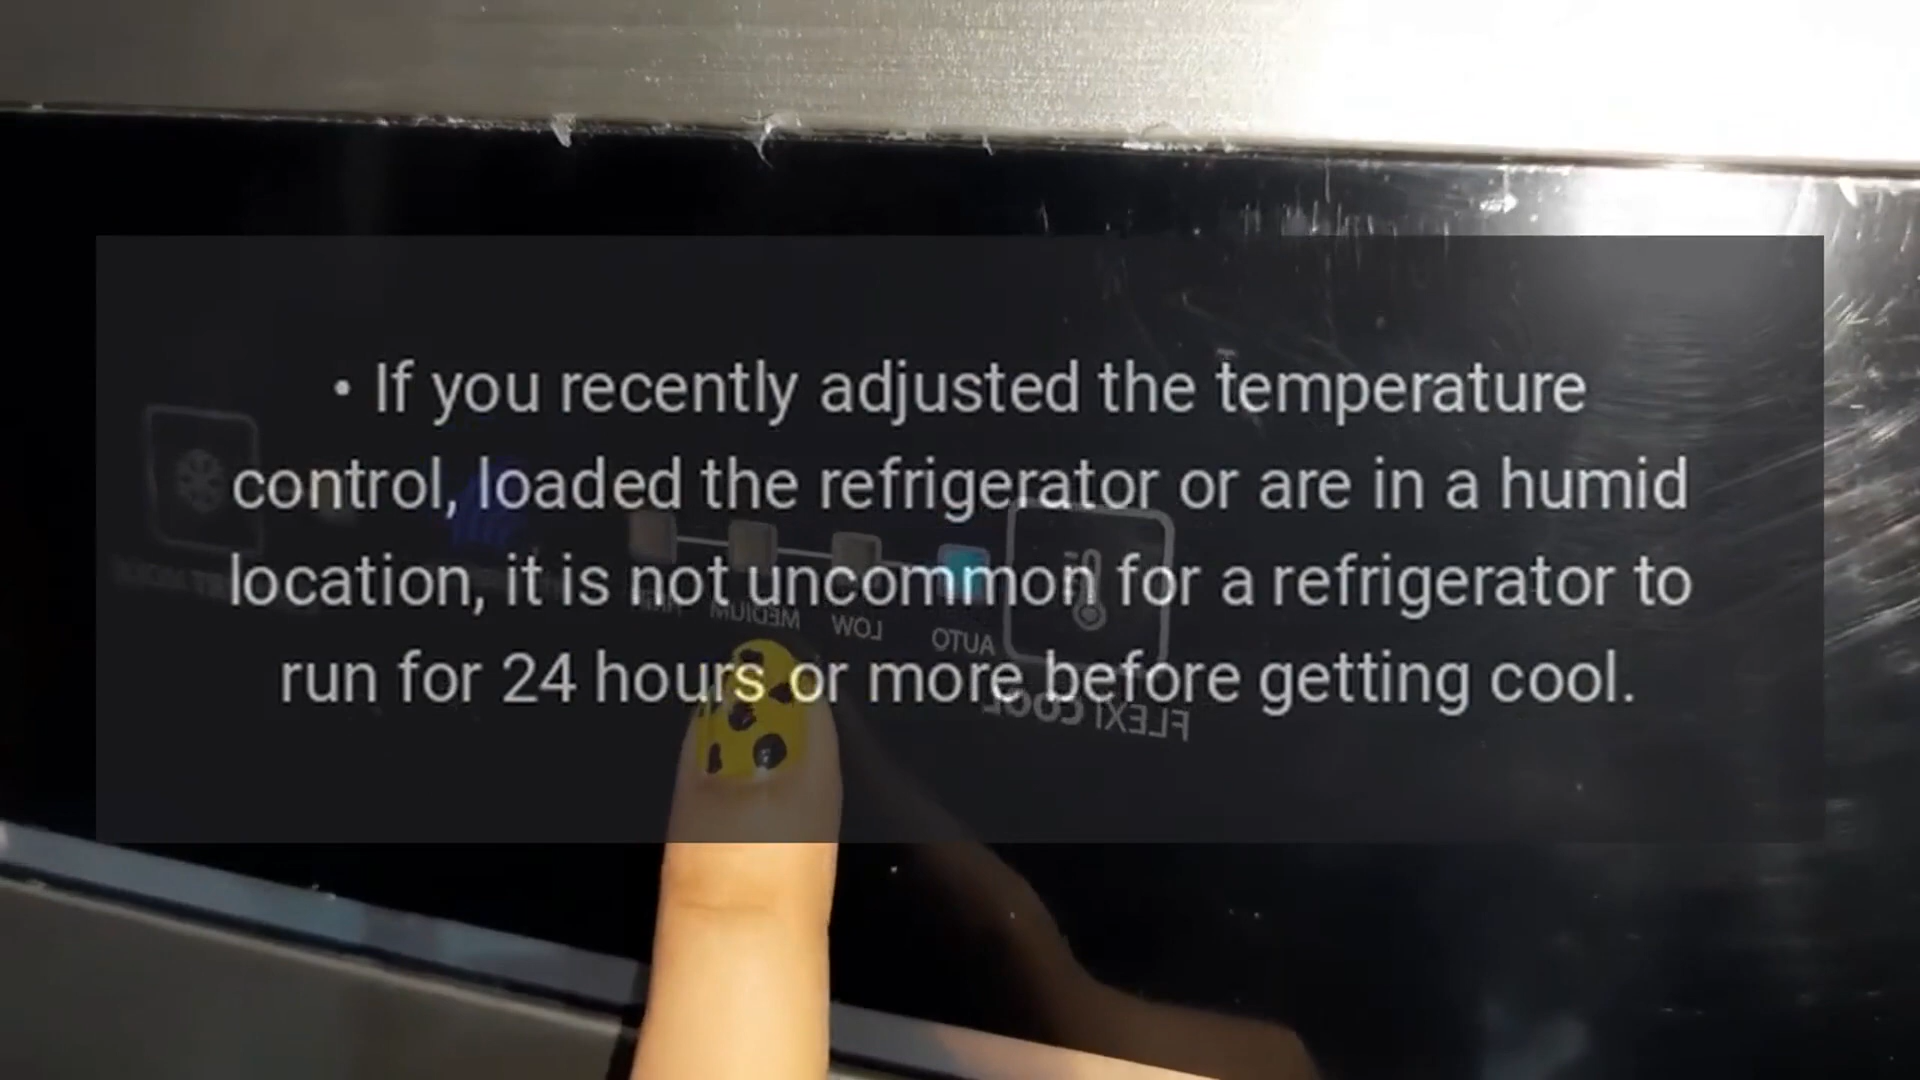 • If you recently adjusted the temperature
control, loaded the refrigerator or are in a humid
location, it is not uncommon for a refrigerator to
run for 24 hours or more before getting cool.
MEDIUM
LOW
AUTO
FLEXI COOL